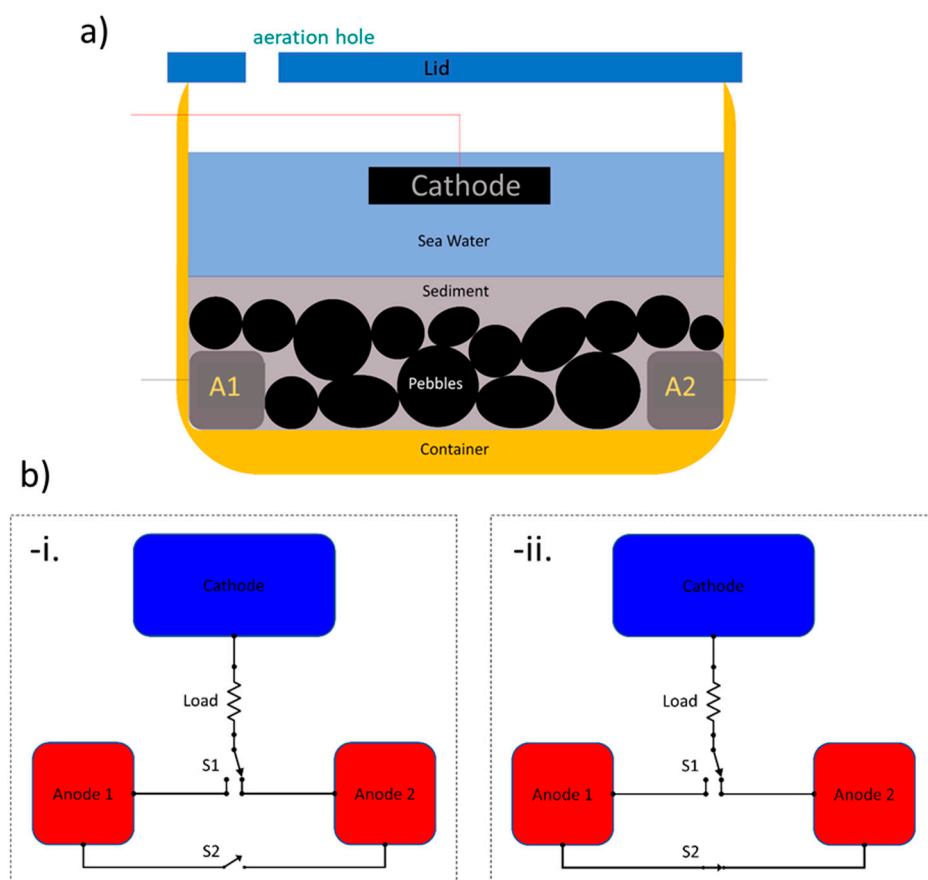 a)
aeration hole
Lid
Cathode
Sea Water
Sediment
A1
Pebbles
A2
Container
b)
-i.
Cathode
Load
S1
Anode 1
Anode 2
S2
-ii.
Cathode
Load
S1
Anode 1
Anode 2
S2